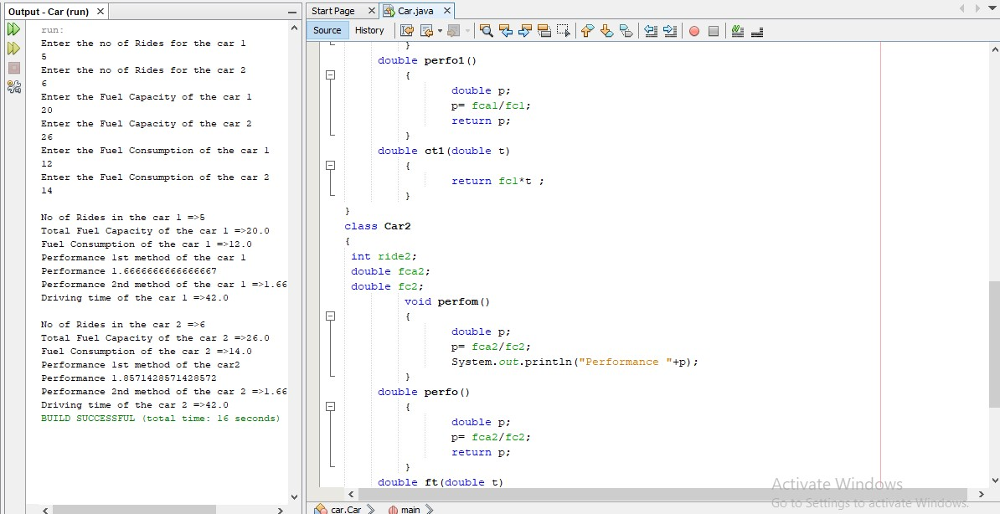 Output - Car (run)
run:
Enter the no of Rides for the car 1
5
Enter the no of Rides for the car 2
6
Enter the Fuel Capacity of the car 1
20
Enter the Fuel Capacity of the car 2
26
Enter the Fuel Consumption of the car 1
12
Enter the Fuel Consumption of the car 2
14
No of Rides in the car 1 =>5
Total Fuel Capacity of the car 1 =>20.0
Fuel Consumption of the car 1 =>12.0
Performance 1st method of the car 1
Performance 1.6666666666666667
Performance 2nd method of the car 1 =>1.66
Driving time of the car 1 =>42.0
No of Rides in the car 2 =>6
Total Fuel Capacity of the car 2 =>26.0
Fuel Consumption of the car 2 =>14.0
Performance 1st method of the car2
Performance 1.8571428571428572
Performance 2nd method of the car 2 =>1.66
Driving time of the car 2 =>42.0
BUILD SUCCESSFUL (total time: 16 seconds)
Start Page Car.java
Source History
}
double perfo1()
{
double p;
p= fca1/fc1;
return p;
}
double ct1(double t)
{
return fc1*t ;
}
}
class Car2
{
int ride2;
double fca2;
double fc2;
void perfom()
{
double p;
p= fca2/fc2;
System.out.println("Performance "+p);
}
double perfo()
{
double p;
p= fca2/fc2;
return p;
}
double ft(double t)
Activate Windows
Go to Settings to activate Windows.
car.Car main